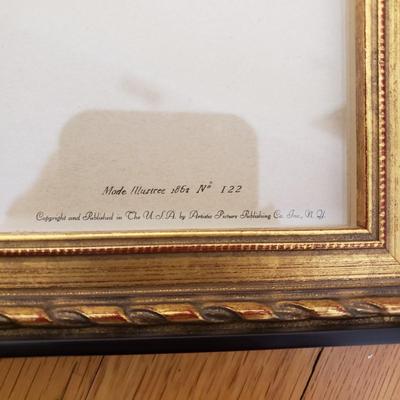 Mode Illustree 1862 Nº 122
Copyright and Published in The U.S.A. by Artistic Picture Publishing Co. Inc., N. Y.